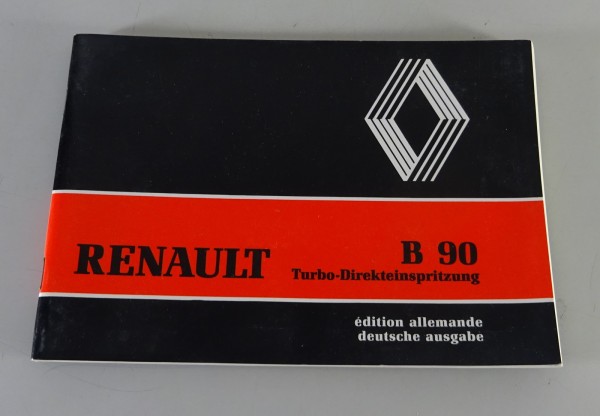 RENAULT
B 90
Turbo-Direkteinspritzung
édition allemande
deutsche ausgabe